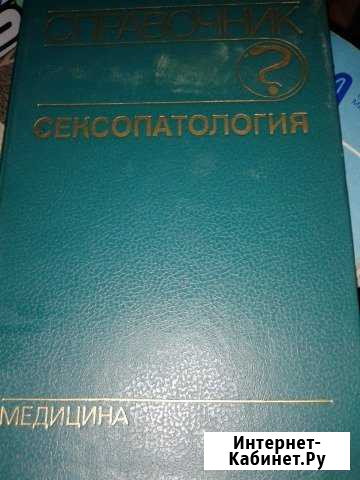 СПРАВОЧНИК
?
СЕКСОПАТОЛОГИЯ
МЕДИЦИНА
Интернет-
Кабинет.Ру